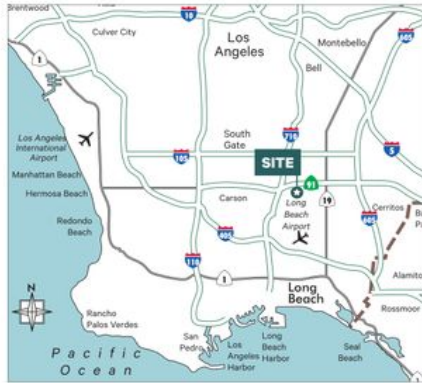 Brentwood
10
Culver City
Los
Angeles
Montebello
605
1
Bell
Los Angeles
International
Airport
South
Gate
710
105
5
SITE
Manhattan Beach
91
Hermosa Beach
Carson
Long
Beach
Airport
19
Cerritos
Redondo
Beach
405
605
110
1
Long
Beach
Alamito
Rossmoor
N
Rancho
Palos Verdes
San
Pedro
Los
Angeles
Harbor
Long
Beach
Harbor
Seal
Beach
Pacific
Ocean
1